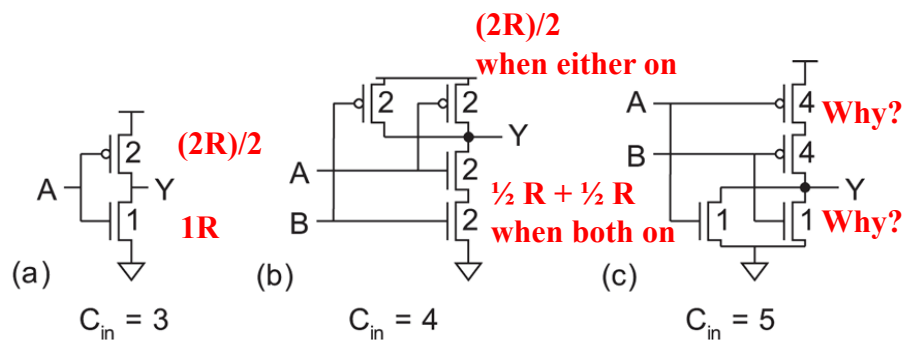 (2R)/2
when either on
2
2
A
4
Why?
(2R)/2
2
Y
B
4
A
Y
A
2
½ R + ½ R
Y
1R
1
B
2
when both on
1
1
Why?
(a)
(b)
(c)
C_in = 3
C_in = 4
C_in = 5